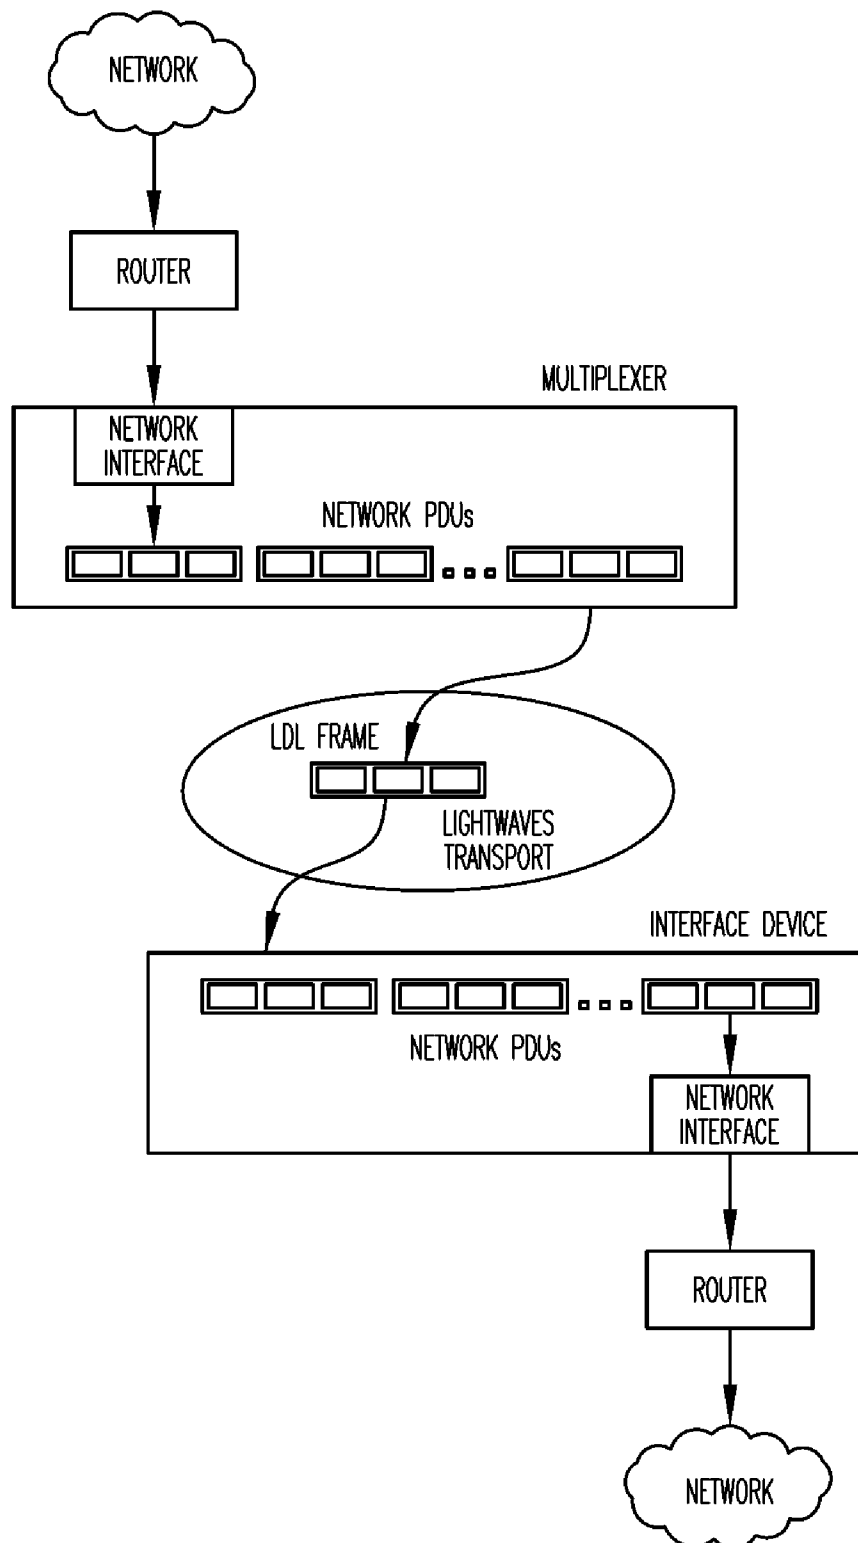 NETWORK
ROUTER
MULTIPLEXER
NETWORK
INTERFACE
NETWORK PDUs
LDL FRAME
LIGHTWAVES
TRANSPORT
INTERFACE DEVICE
NETWORK PDUs
NETWORK
INTERFACE
ROUTER
NETWORK